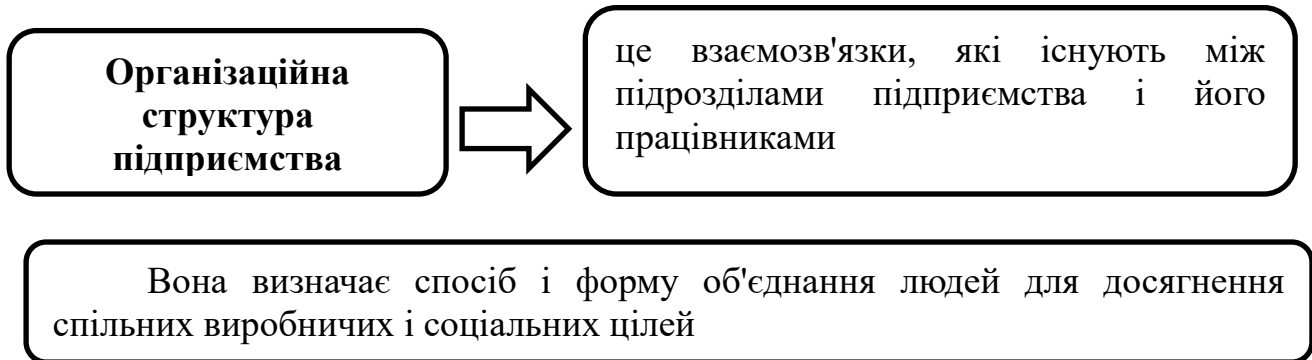 Організаційна
структура
підприємства
це взаємозв'язки, які існують між
підрозділами підприємства і його
працівниками
Вона визначає спосіб і форму об'єднання людей для досягнення
спільних виробничих і соціальних цілей